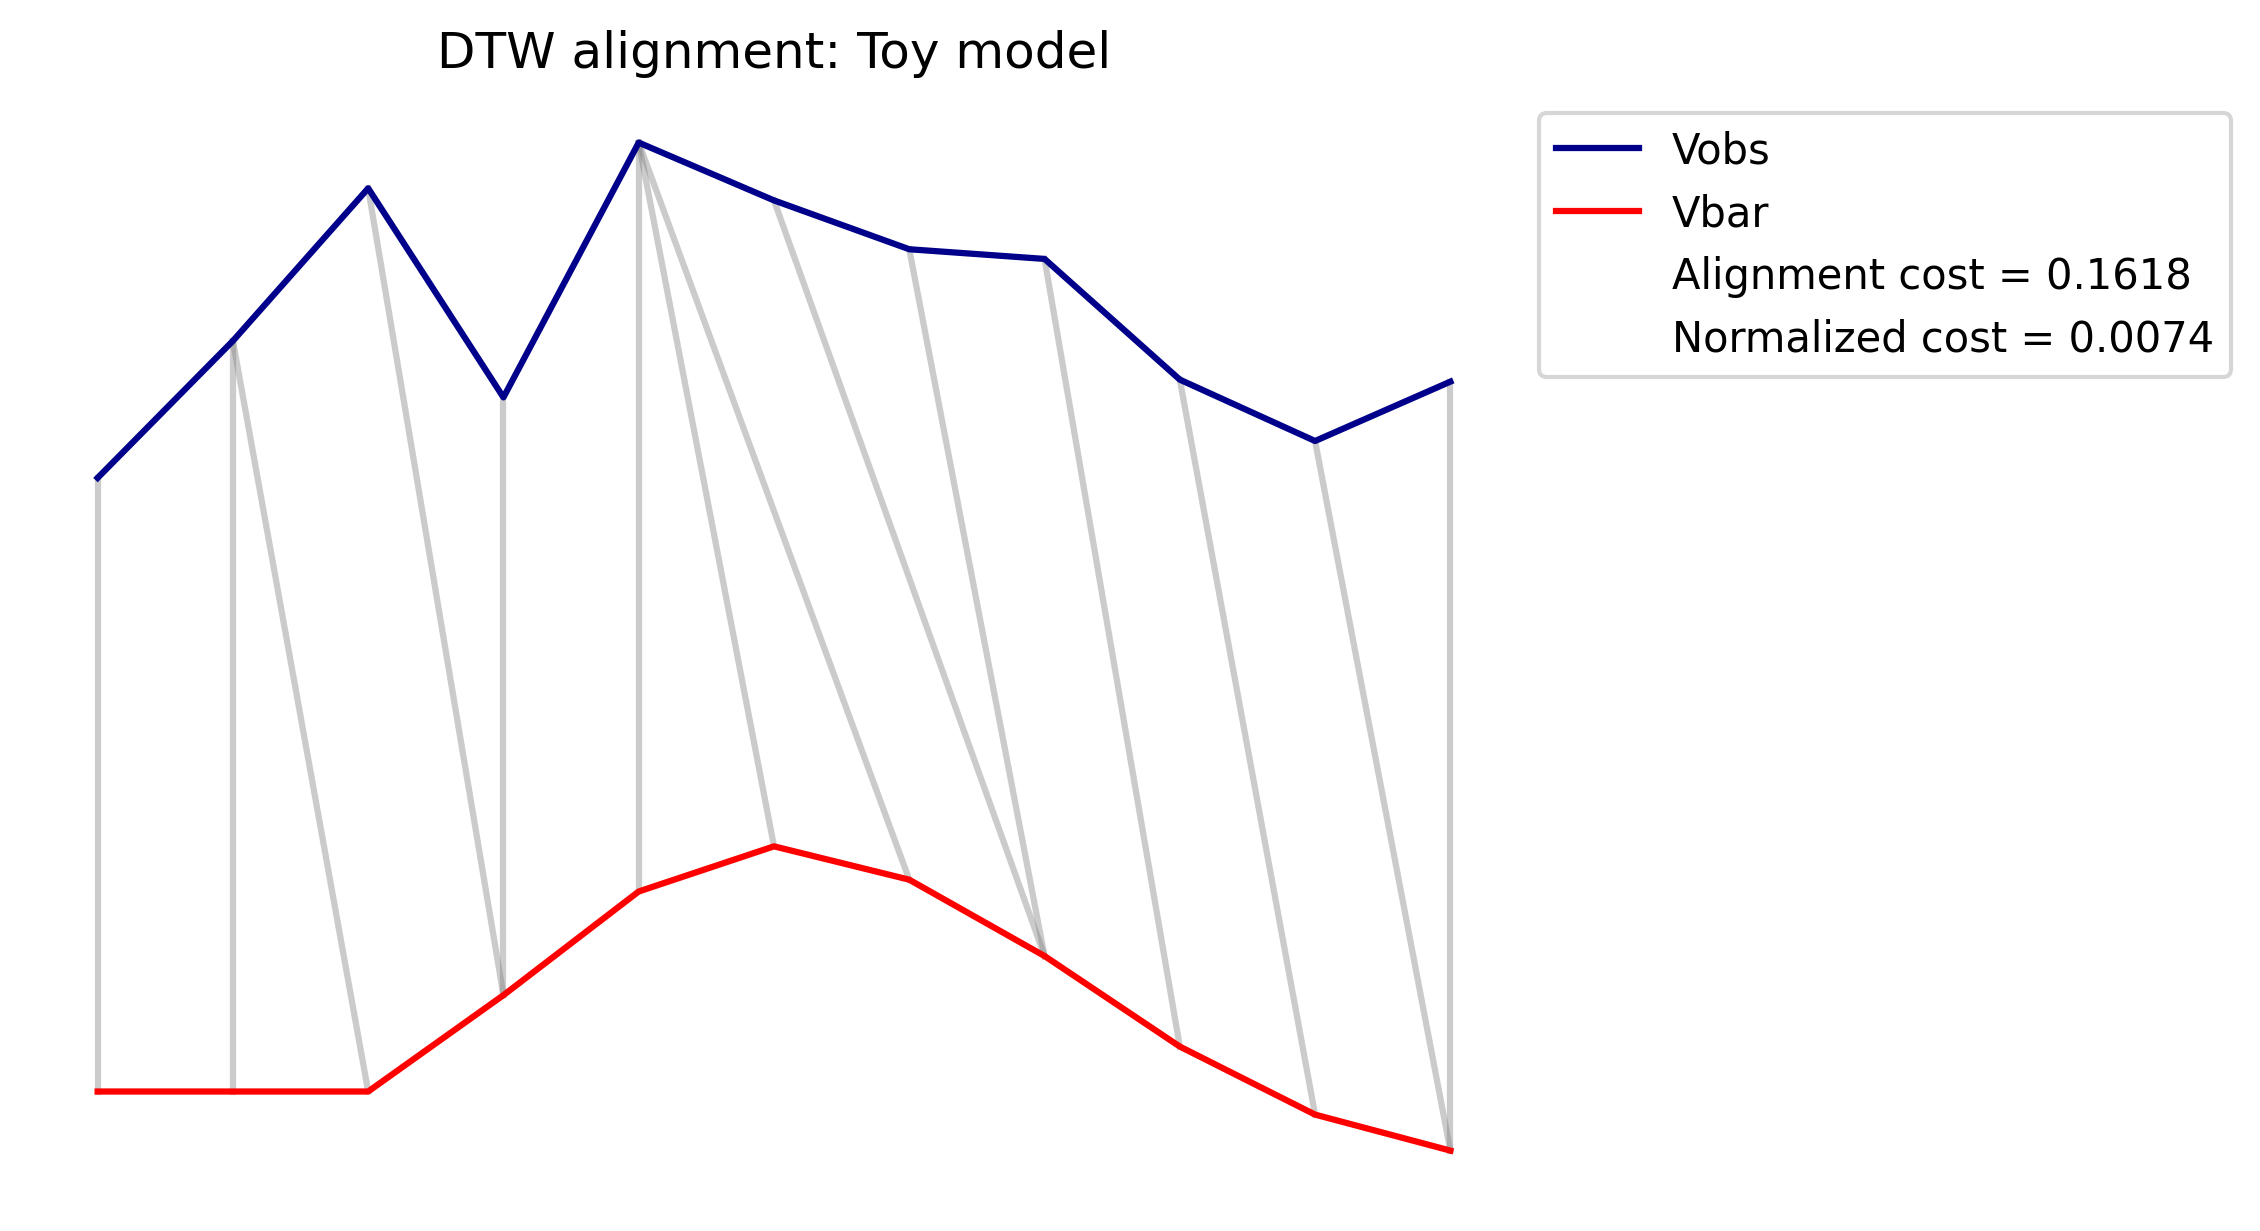 DTW alignment: Toy model
Vobs
Vbar
Alignment cost = 0.1618
Normalized cost = 0.0074